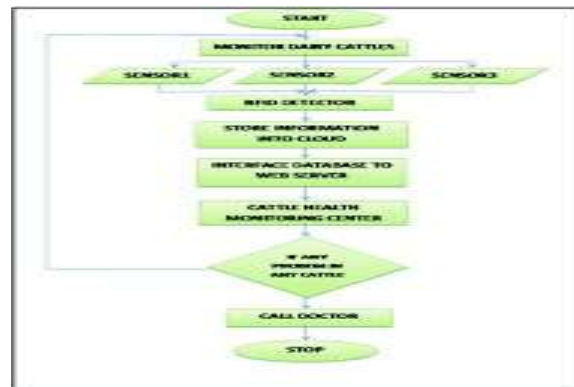 START
MONITOR DAIRY CATTLES
SENSOR1
SENSOR2
SENSOR3
RFID DETECTOR
STORE INFORMATION
INTO CLOUD
INTERFACE DATABASE TO
WEB SERVER
CATTLE HEALTH
MONITORING CENTER
IF ANY
PROBLEM IN
ANY CATTLE
CALL DOCTOR
STOP